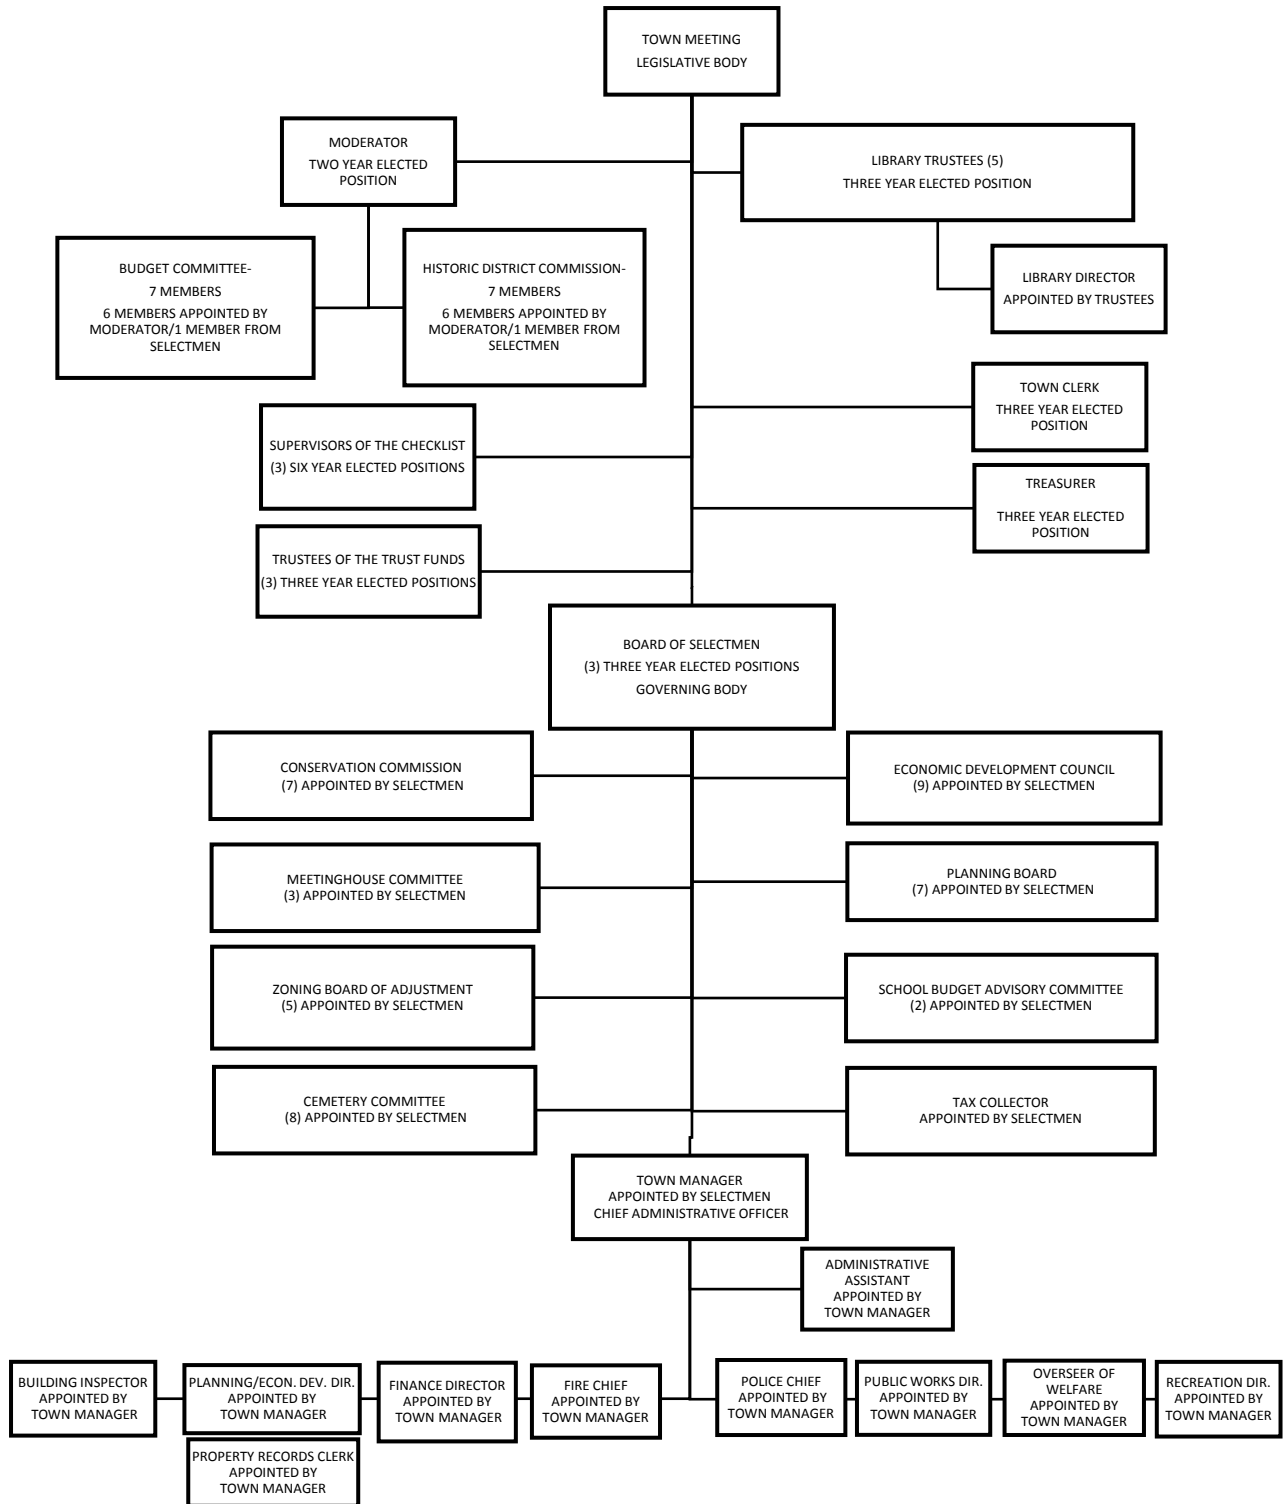 TOWN MEETING
LEGISLATIVE BODY
MODERATOR
TWO YEAR ELECTED
POSITION
LIBRARY TRUSTEES (5)
THREE YEAR ELECTED POSITION
BUDGET COMMITTEE-
7 MEMBERS
6 MEMBERS APPOINTED BY
MODERATOR/1 MEMBER FROM
SELECTMEN
HISTORIC DISTRICT COMMISSION-
7 MEMBERS
6 MEMBERS APPOINTED BY
MODERATOR/1 MEMBER FROM
SELECTMEN
LIBRARY DIRECTOR
APPOINTED BY TRUSTEES
TOWN CLERK
THREE YEAR ELECTED
POSITION
SUPERVISORS OF THE CHECKLIST
(3) SIX YEAR ELECTED POSITIONS
TREASURER
THREE YEAR ELECTED
POSITION
TRUSTEES OF THE TRUST FUNDS
(3) THREE YEAR ELECTED POSITIONS
BOARD OF SELECTMEN
(3) THREE YEAR ELECTED POSITIONS
GOVERNING BODY
CONSERVATION COMMISSION
(7) APPOINTED BY SELECTMEN
ECONOMIC DEVELOPMENT COUNCIL
(9) APPOINTED BY SELECTMEN
MEETINGHOUSE COMMITTEE
(3) APPOINTED BY SELECTMEN
PLANNING BOARD
(7) APPOINTED BY SELECTMEN
ZONING BOARD OF ADJUSTMENT
(5) APPOINTED BY SELECTMEN
SCHOOL BUDGET ADVISORY COMMITTEE
(2) APPOINTED BY SELECTMEN
CEMETERY COMMITTEE
(8) APPOINTED BY SELECTMEN
TAX COLLECTOR
APPOINTED BY SELECTMEN
TOWN MANAGER
APPOINTED BY SELECTMEN
CHIEF ADMINISTRATIVE OFFICER
ADMINISTRATIVE
ASSISTANT
APPOINTED BY
TOWN MANAGER
BUILDING INSPECTOR
APPOINTED BY
TOWN MANAGER
PLANNING/ECON. DEV. DIR.
APPOINTED BY
TOWN MANAGER
FINANCE DIRECTOR
APPOINTED BY
TOWN MANAGER
FIRE CHIEF
APPOINTED BY
TOWN MANAGER
POLICE CHIEF
APPOINTED BY
TOWN MANAGER
PUBLIC WORKS DIR.
APPOINTED BY
TOWN MANAGER
OVERSEER OF
WELFARE
APPOINTED BY
TOWN MANAGER
RECREATION DIR.
APPOINTED BY
TOWN MANAGER
PROPERTY RECORDS CLERK
APPOINTED BY
TOWN MANAGER